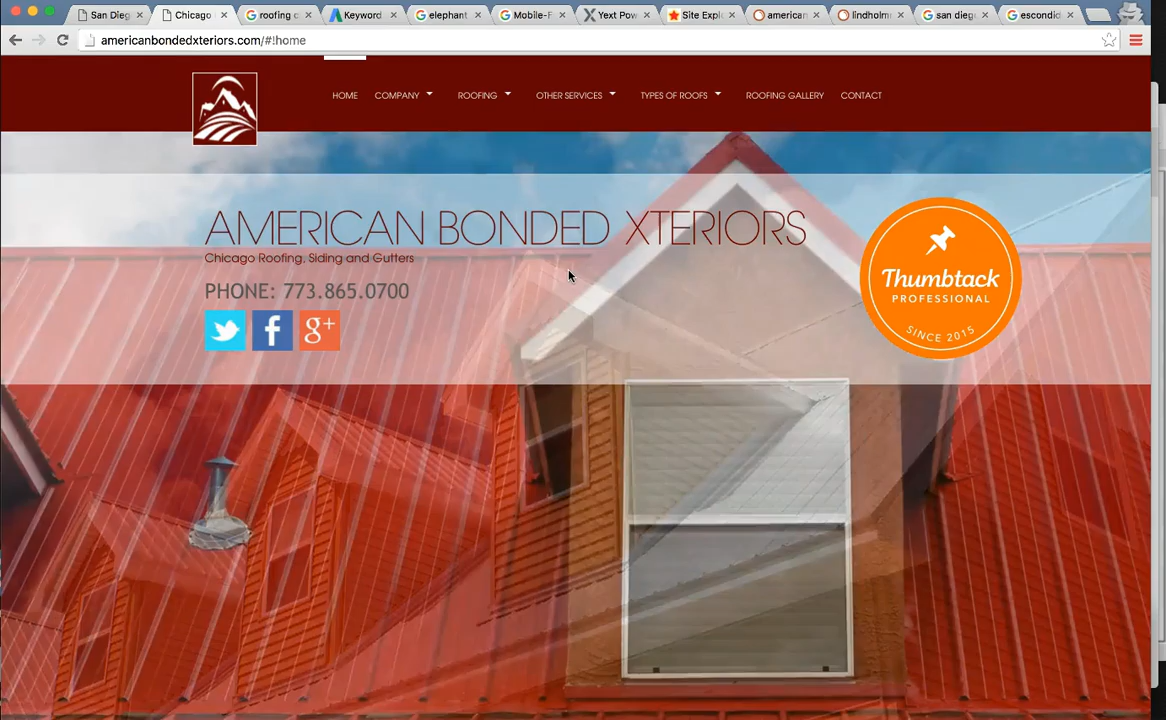 San Dieg
Chicago
roofing c
Keyword
elephant
Mobile-F
Yext Pow
Site Expl
american
lindholm
san dieg
escondid
americanbondedxteriors.com/#!home
HOME
COMPANY
ROOFING
OTHER SERVICES
TYPES OF ROOFS
ROOFING GALLERY
CONTACT
AMERICAN BONDED XTERIORS
Chicago Roofing, Siding and Gutters
PHONE: 773.865.0700
g+
Thumbtack
PROFESSIONAL
SINCE 2015